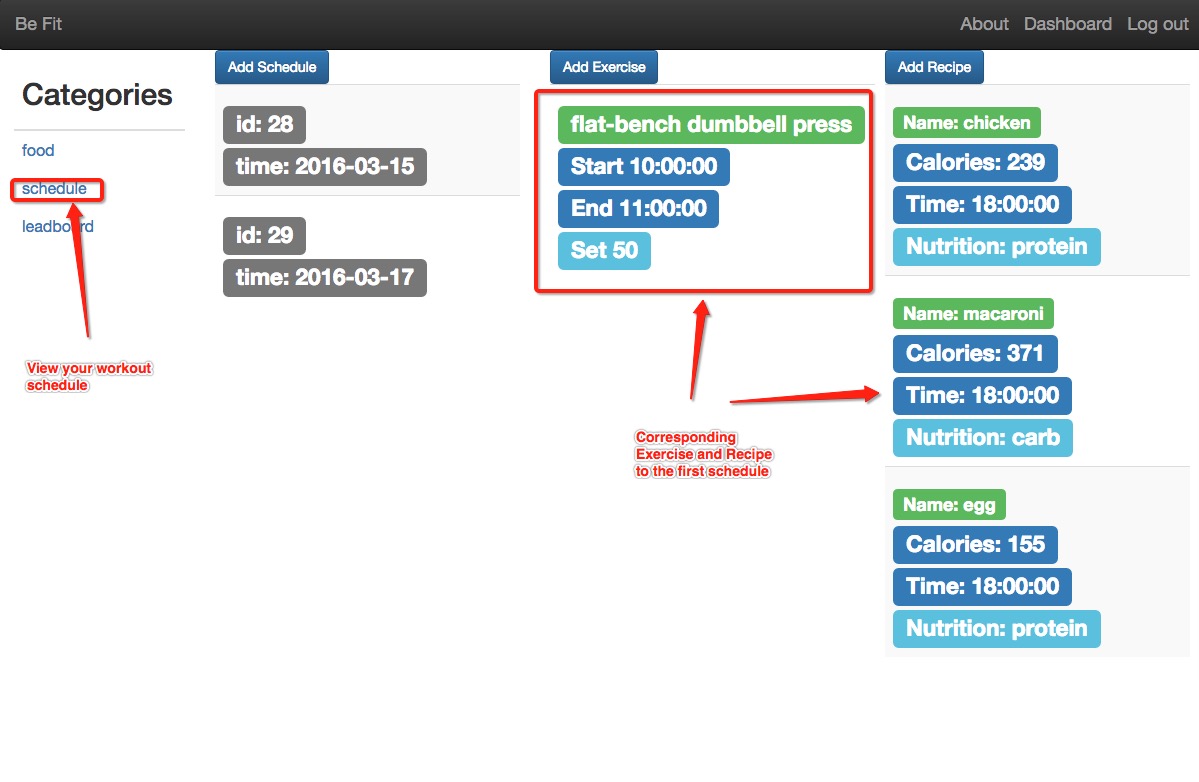 Be Fit
About
Dashboard
Log out
Categories
food
schedule
leadboard
View your workout
schedule
Add Schedule
id: 28
time: 2016-03-15
id: 29
time: 2016-03-17
Add Exercise
flat-bench dumbbell press
Start 10:00:00
End 11:00:00
Set 50
Corresponding
Exercise and Recipe
to the first schedule
Add Recipe
Name: chicken
Calories: 239
Time: 18:00:00
Nutrition: protein
Name: macaroni
Calories: 371
Time: 18:00:00
Nutrition: carb
Name: egg
Calories: 155
Time: 18:00:00
Nutrition: protein